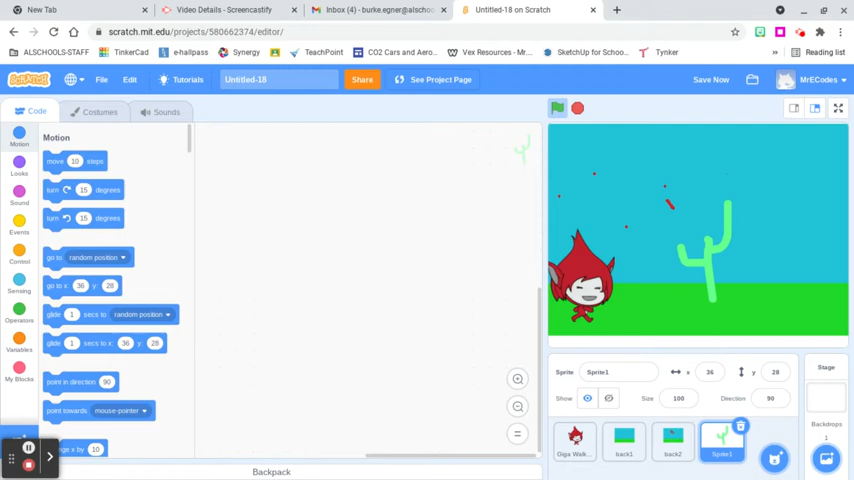 New Tab
Video Details - Screencastify
Inbox (4) - burke.egner@alschoo
Untitled-18 on Scratch
scratch.mit.edu/projects/580662374/editor/
Apps
ALSCHOOLS STAFF
TinkerCad
e-hallpass
Synergy
TeachPoint
CO2 Cars and Aero...
Vex Resources - Mr...
SketchUp for Schoo...
Tynker
Reading list
SCRATCH
File
Edit
Tutorials
Untitled-18
Share
See Project Page
Save Now
MrECodes
Code
Costumes
Sounds
Motion
Looks
Sound
Events
Control
Sensing
Operators
Variables
My Blocks
Motion
move 10 steps
turn 15 degrees
turn 15 degrees
go to random position
go to x: 36 y: 28
glide 1 secs to random position
glide 1 secs to x: 36 y: 28
point in direction 90
point towards mouse-pointer
x by 10
Backpack
Sprite
Sprite1
x
36
y
28
Show
Size
100
Direction
90
Giga Walk...
back1
back2
Sprite1
Stage
Backdrops
1